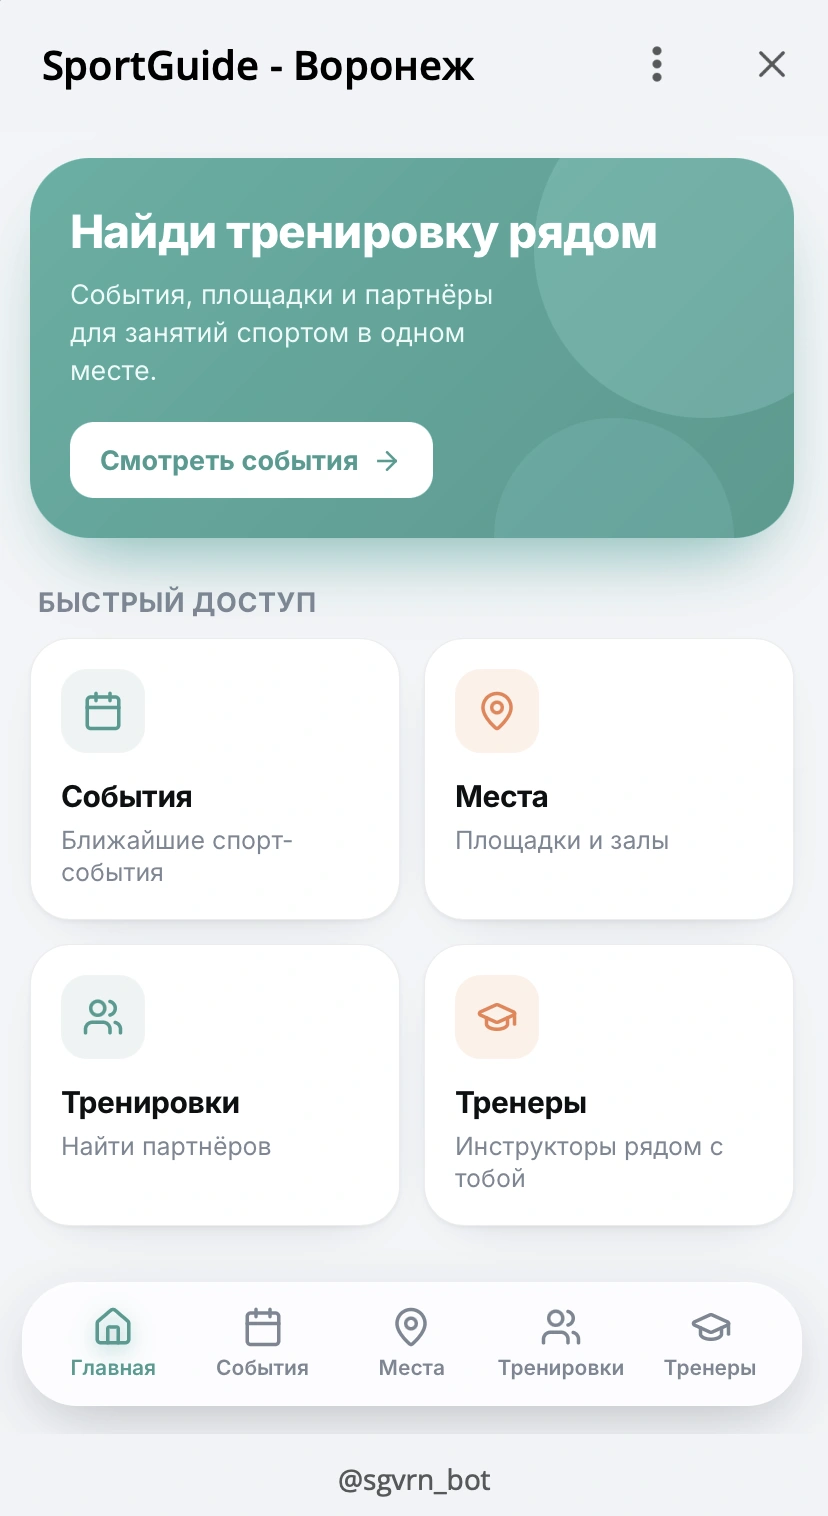 SportGuide - Воронеж
Найди тренировку рядом
События, площадки и партнёры
для занятий спортом в одном
месте.
Смотреть события →
БЫСТРЫЙ ДОСТУП
События
Ближайшие спорт-
события
Места
Площадки и залы
Тренировки
Найти партнёров
Тренеры
Инструкторы рядом с
тобой
Главная
События
Места
Тренировки
Тренеры
@sgvrn_bot